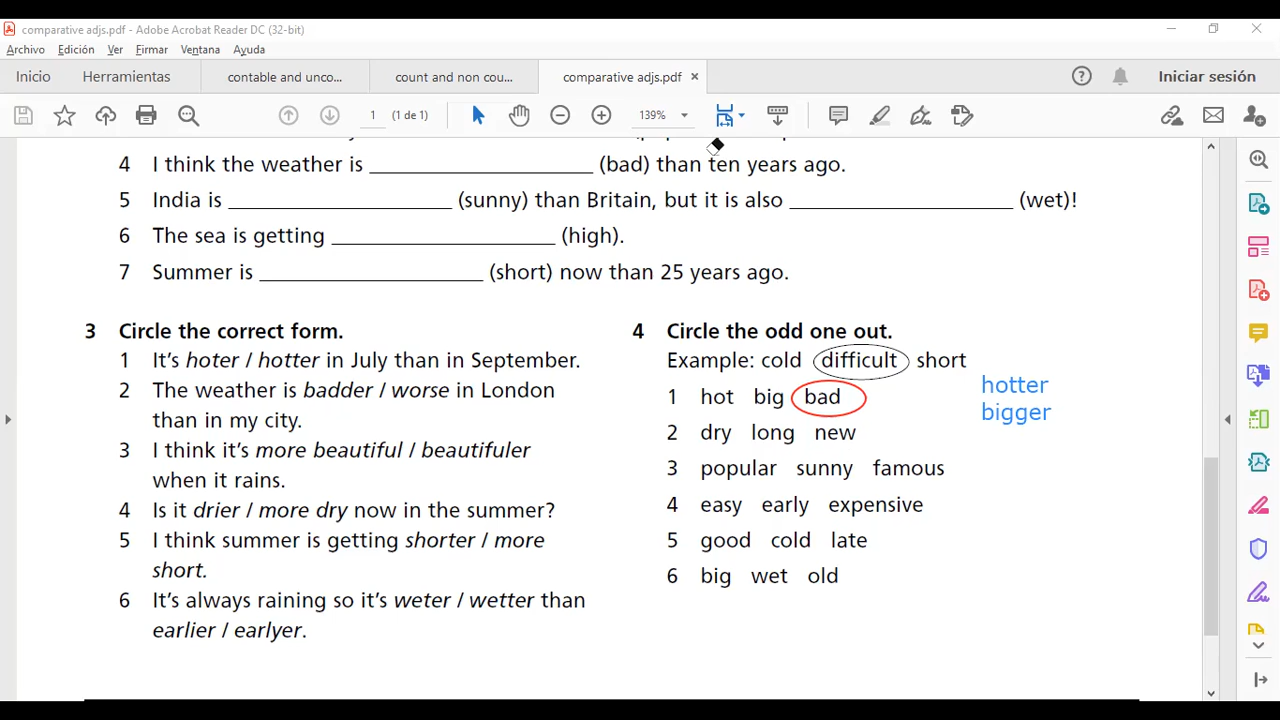 comparative adjs.pdf - Adobe Acrobat Reader DC (32-bit)
Archivo Edición Ver Firmar Ventana Ayuda
Inicio Herramientas contable and unco... count and non cou... comparative adjs.pdf × Iniciar sesión
1 (1 de 1) 139%
4 I think the weather is ____________________ (bad) than ten years ago.
5 India is ____________________ (sunny) than Britain, but it is also ____________________ (wet)!
6 The sea is getting ____________________ (high).
7 Summer is ____________________ (short) now than 25 years ago.
3 Circle the correct form.
1 It's hoter / hotter in July than in September.
2 The weather is badder / worse in London
than in my city.
3 I think it's more beautiful / beautifuler
when it rains.
4 Is it drier / more dry now in the summer?
5 I think summer is getting shorter / more
short.
6 It's always raining so it's weter / wetter than
earlier / earlyer.
4 Circle the odd one out.
Example: cold difficult short
1 hot big bad
hotter
bigger
2 dry long new
3 popular sunny famous
4 easy early expensive
5 good cold late
6 big wet old